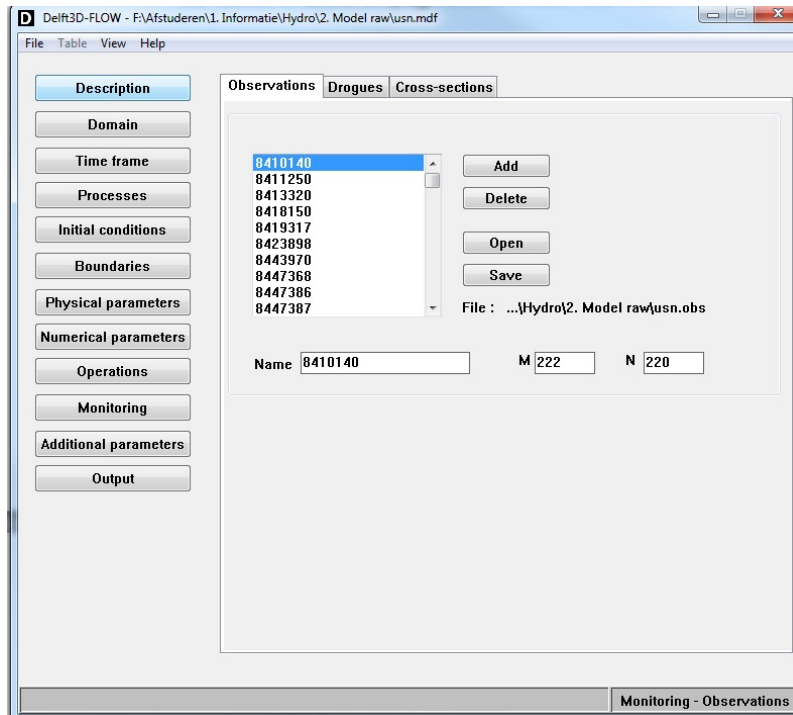 D Delft3D-FLOW - F:\Afstuderen\1. Informatie\Hydro\2. Model raw\usn.mdf
File Table View Help
Description
Domain
Time frame
Processes
Initial conditions
Boundaries
Physical parameters
Numerical parameters
Operations
Monitoring
Additional parameters
Output
Observations Drogues Cross-sections
8410140
8411250
8413320
8418150
8419317
8423898
8443970
8447368
8447386
8447387
Add
Delete
Open
Save
File : ...\Hydro\2. Model raw\usn.obs
Name 8410140 M 222 N 220
Monitoring - Observations